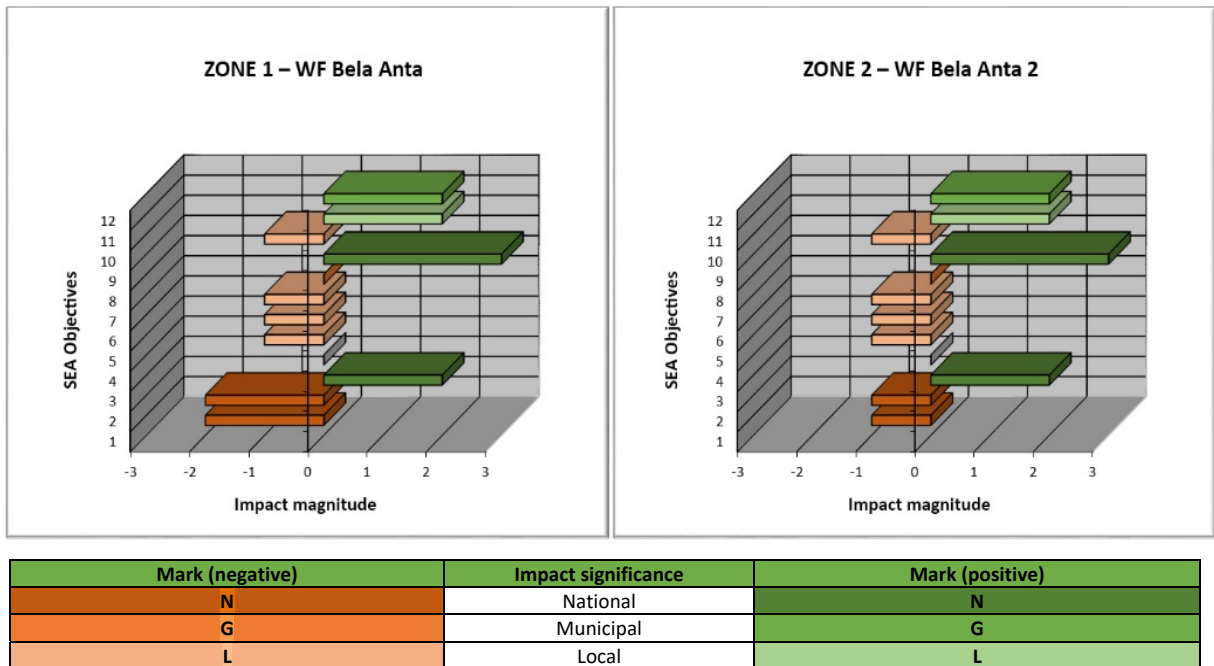 ZONE 1 – WF Bela Anta
SEA Objectives
12
11
10
9
8
7
6
5
4
3
2
1
-3 -2 -1 0 1 2 3
Impact magnitude
ZONE 2 – WF Bela Anta 2
SEA Objectives
12
11
10
9
8
7
6
5
4
3
2
1
-3 -2 -1 0 1 2 3
Impact magnitude
Mark (negative) Impact significance Mark (positive)
N National N
G Municipal G
L Local L